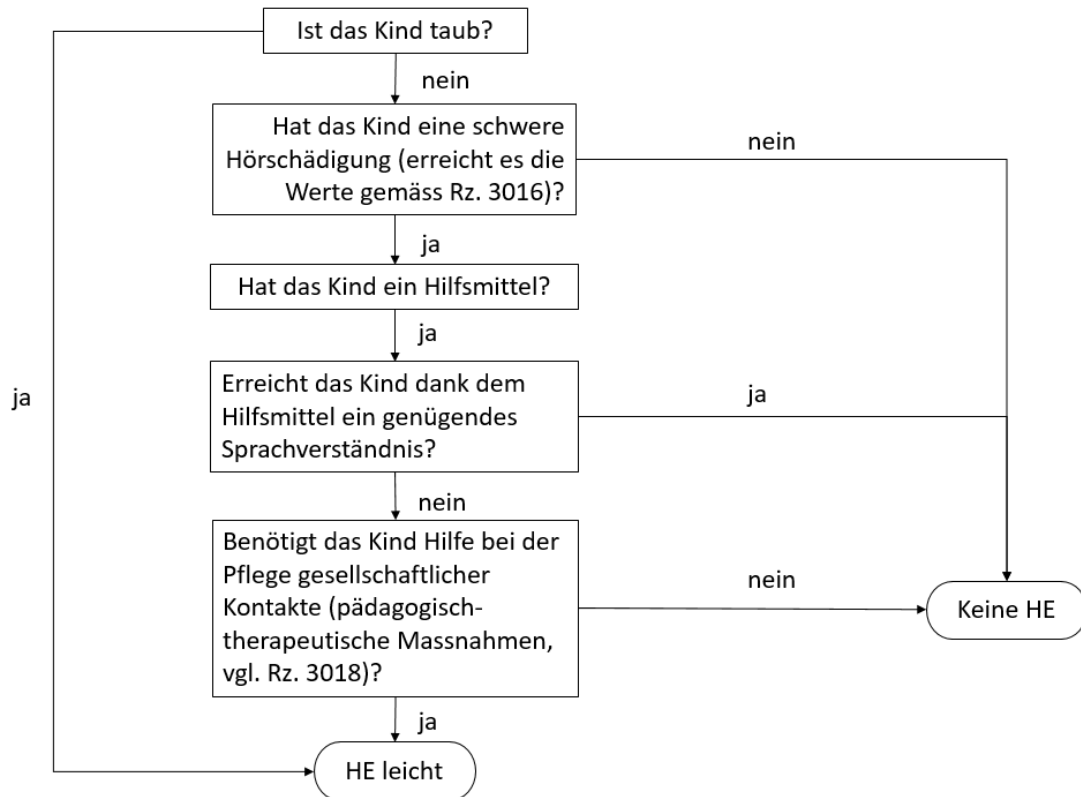 Ist das Kind taub?
nein
Hat das Kind eine schwere
Hörschädigung (erreicht es die
Werte gemäss Rz. 3016)?
nein
ja
Hat das Kind ein Hilfsmittel?
ja
Erreicht das Kind dank dem
Hilfsmittel ein genügendes
Sprachverständnis?
ja
ja
nein
Benötigt das Kind Hilfe bei der
Pflege gesellschaftlicher
Kontakte (pädagogisch-
therapeutische Massnahmen,
vgl. Rz. 3018)?
nein
Keine HE
ja
HE leicht